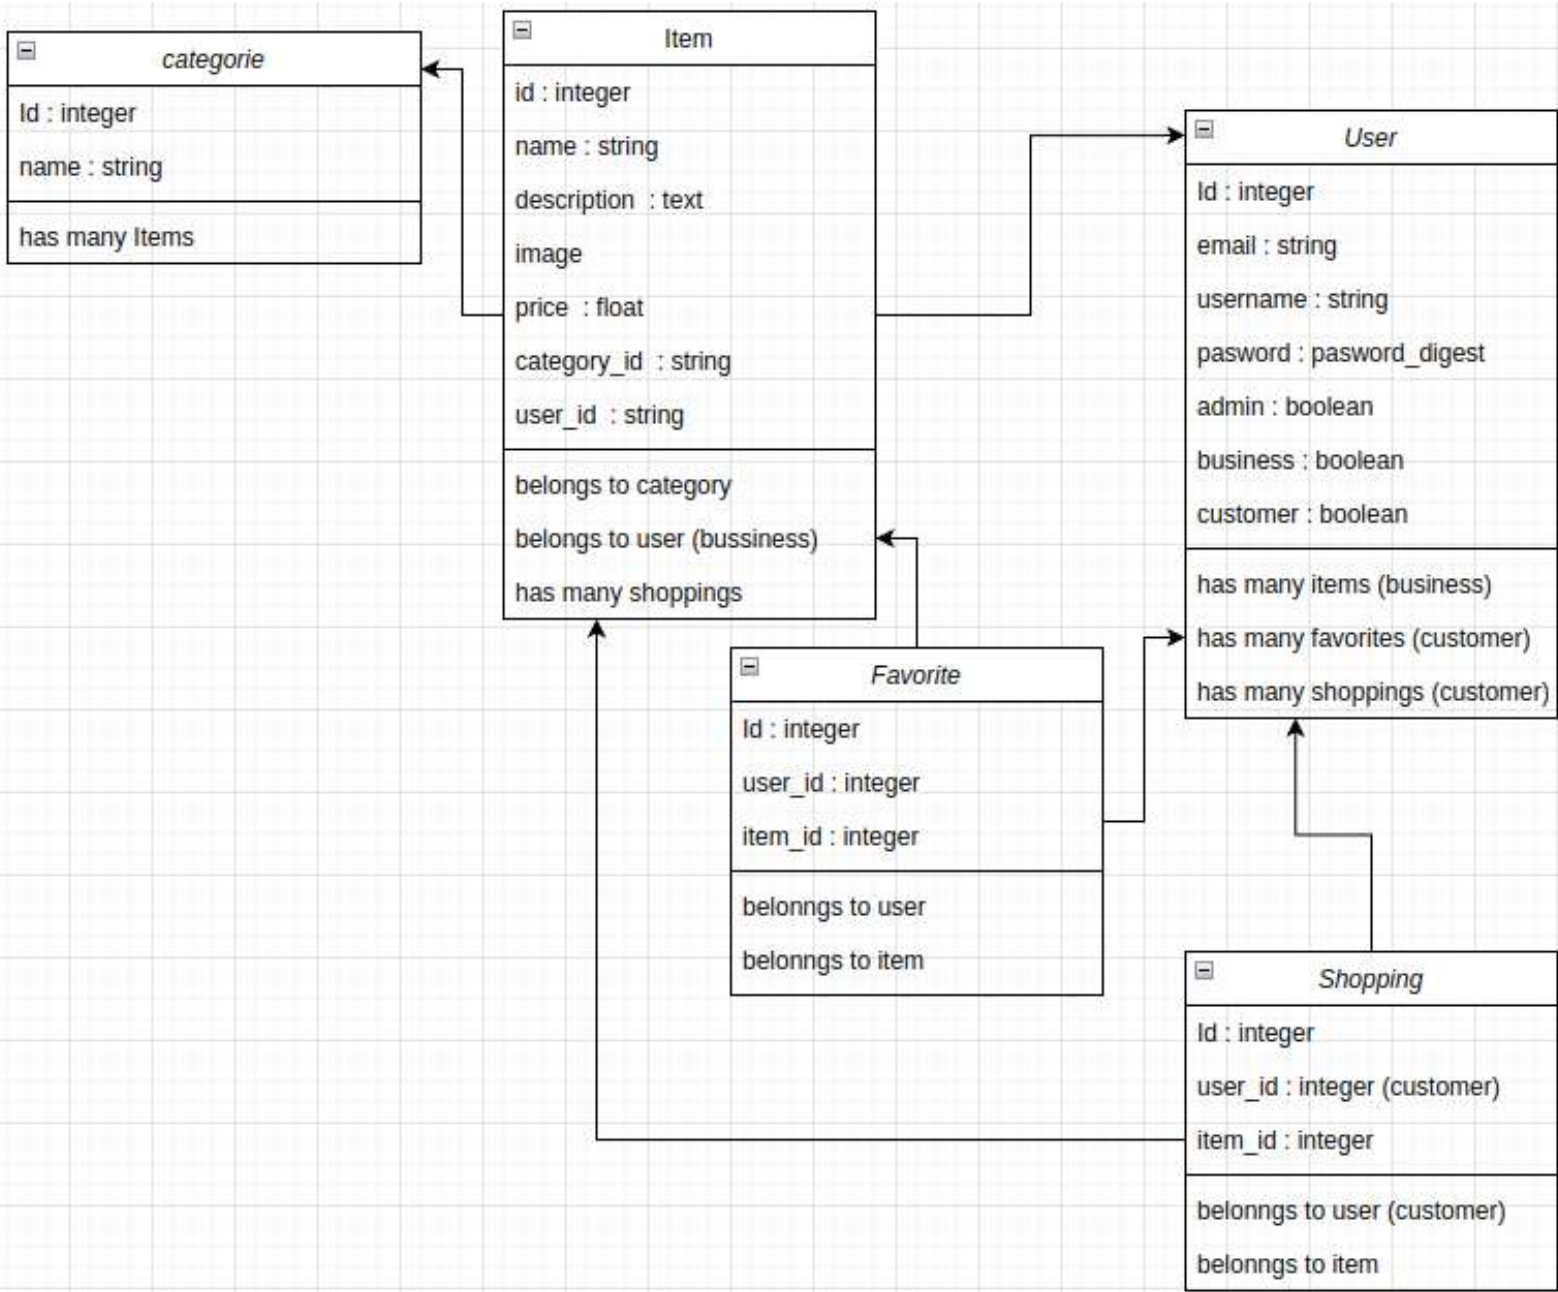 categorie
Id : integer
name : string
has many Items
Item
id : integer
name : string
description : text
image
price : float
category_id : string
user_id : string
belongs to category
belongs to user (bussiness)
has many shoppings
User
Id : integer
email : string
username : string
pasword : pasword_digest
admin : boolean
business : boolean
customer : boolean
has many items (business)
has many favorites (customer)
has many shoppings (customer)
Favorite
Id : integer
user_id : integer
item_id : integer
belonngs to user
belonngs to item
Shopping
Id : integer
user_id : integer (customer)
item_id : integer
belonngs to user (customer)
belonngs to item